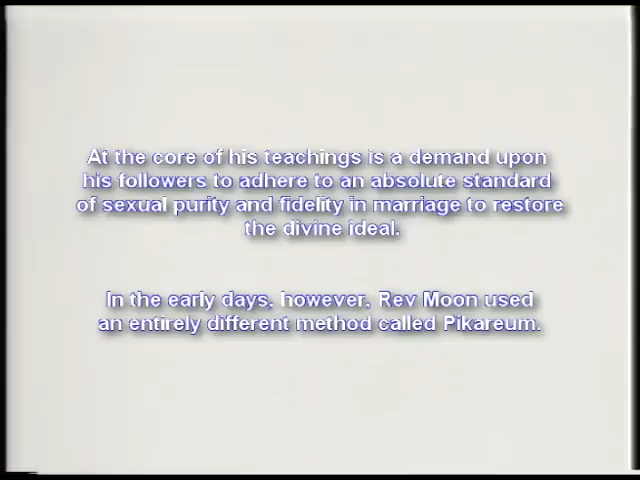 At the core of his teachings is a demand upon
his followers to adhere to an absolute standard
of sexual purity and fidelity in marriage to restore
the divine ideal.
In the early days, however, Rev Moon used
an entirely different method called Pikareum.